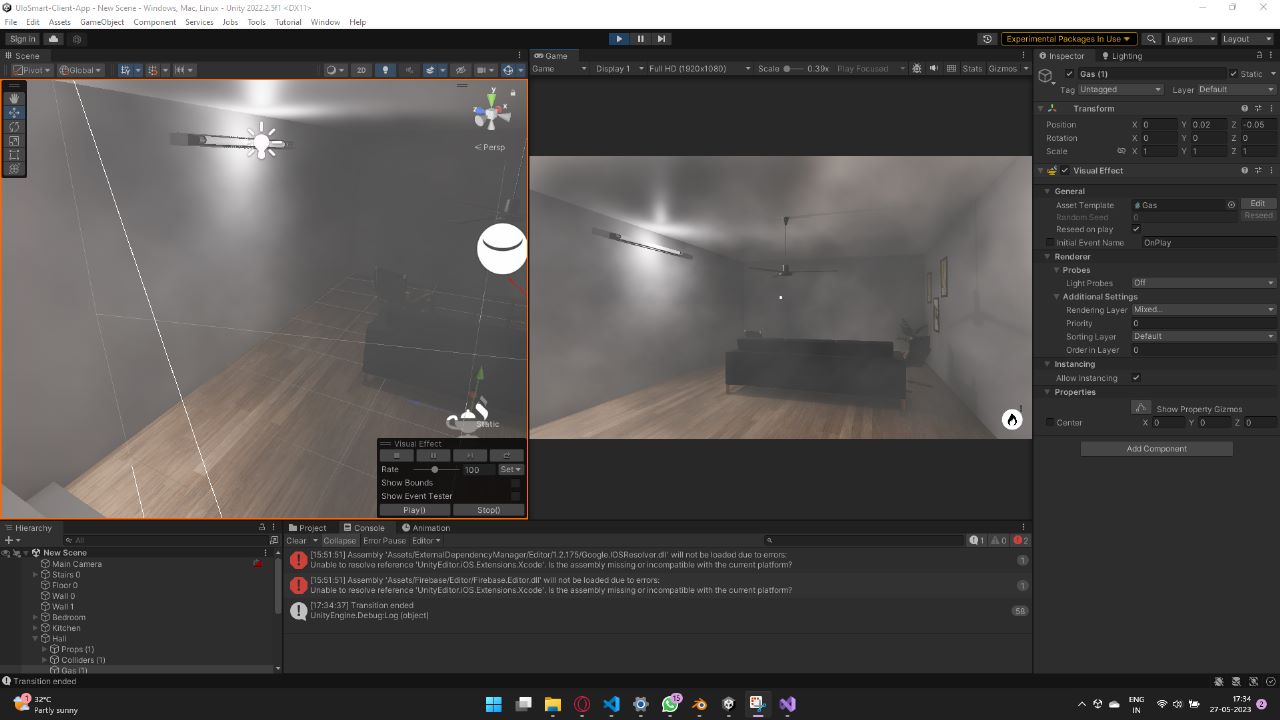 UloSmart-Client-App - New Scene - Windows, Mac, Linux - Unity 2022.2.3f1 <DX11>
File Edit Assets GameObject Component Services Jobs Tools Tutorial Window Help
Sign in
Experimental Packages In Use
Layers
Layout
Scene
Pivot
Global
2D
Persp
y
x
z
Static
Visual Effect
Rate 100 Set
Show Bounds
Show Event Tester
Play() Stop()
Game
Game Display 1 Full HD (1920x1080) Scale 0.39x Play Focused Stats Gizmos
Inspector Lighting
Gas (1) Static
Tag Untagged Layer Default
Transform
Position X 0 Y 0.02 Z -0.05
Rotation X 0 Y 0 Z 0
Scale X 1 Y 1 Z 1
Visual Effect
General
Asset Template Gas Edit
Random Seed 0 Reseed
Reseed on play
Initial Event Name OnPlay
Renderer
Probes
Light Probes Off
Additional Settings
Rendering Layer Mixed...
Priority 0
Sorting Layer Default
Order in Layer 0
Instancing
Allow Instancing
Properties
Show Property Gizmos
Center X 0 Y 0 Z 0
Add Component
Hierarchy
All
New Scene
Main Camera
Stairs 0
Floor 0
Wall 0
Wall 1
Bedroom
Kitchen
Hall
Props (1)
Colliders (1)
Gas (1)
Project Console Animation
Clear Collapse Error Pause Editor 1 0 2
[15:51:51] Assembly 'Assets/ExternalDependencyManager/Editor/1.2.175/Google.IOSResolver.dll' will not be loaded due to errors:
Unable to resolve reference 'UnityEditor.iOS.Extensions.Xcode'. Is the assembly missing or incompatible with the current platform?
1
[15:51:51] Assembly 'Assets/Firebase/Editor/Firebase.Editor.dll' will not be loaded due to errors:
Unable to resolve reference 'UnityEditor.iOS.Extensions.Xcode'. Is the assembly missing or incompatible with the current platform?
1
[17:34:37] Transition ended
UnityEngine.Debug:Log (object)
58
Transition ended
1
32°C
Partly sunny
15
ENG
IN
17:34
27-05-2023
2